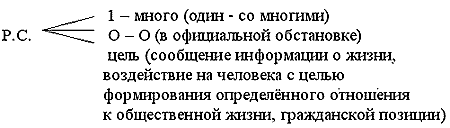 1 – много (один - со многими)
Р.С.
О – О (в официальной обстановке)
цель (сообщение информации о жизни,
воздействие на человека с целью
формирования определённого отношения
к общественной жизни, гражданской позиции)